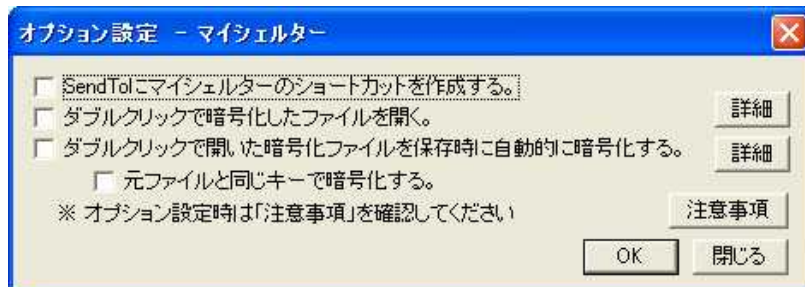 オプション設定 － マイシェルター
SendToにマイシェルターのショートカットを作成する。
ダブルクリックで暗号化したファイルを開く。
詳細
ダブルクリックで開いた暗号化ファイルを保存時に自動的に暗号化する。
詳細
元ファイルと同じキーで暗号化する。
※ オプション設定時は「注意事項」を確認してください
注意事項
OK
閉じる